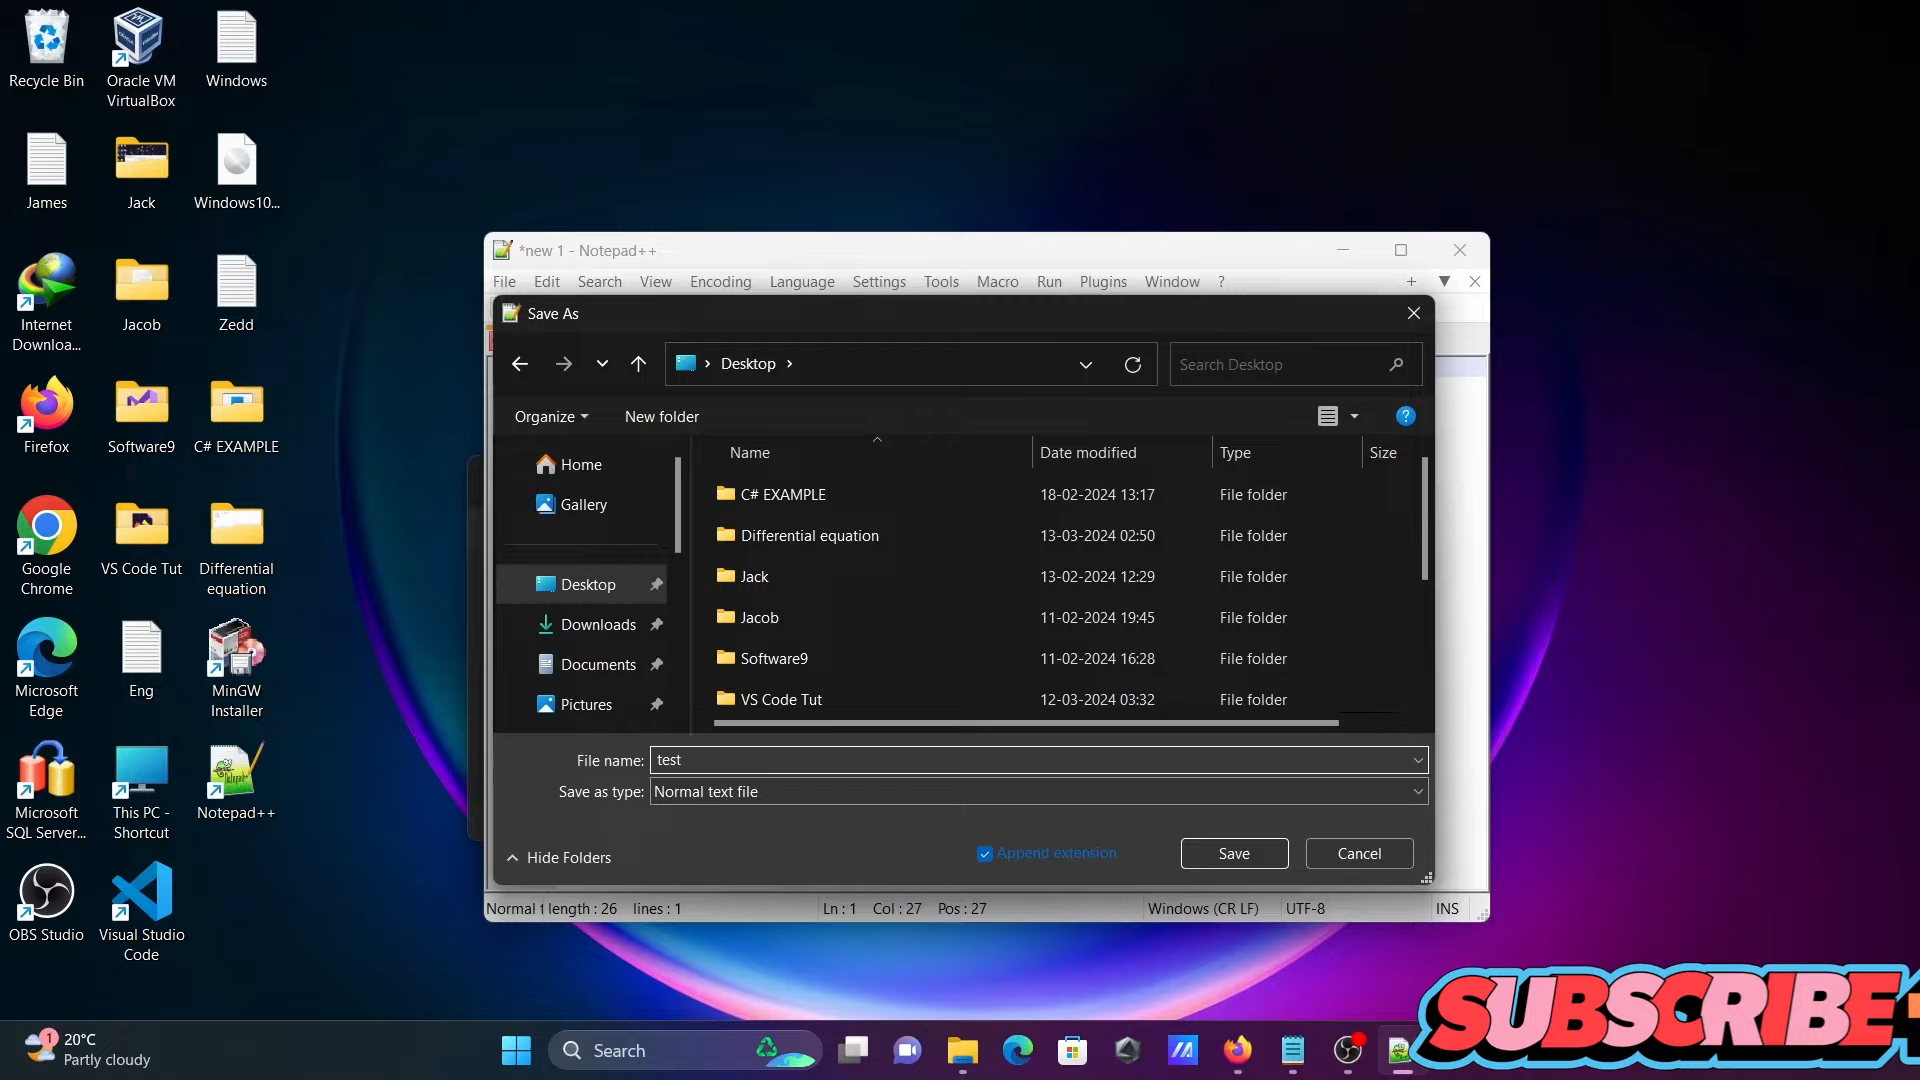 Recycle Bin
Oracle VM
VirtualBox
Windows
James
Jack
Windows10...
Internet
Downloa...
Jacob
Zedd
Firefox
Software9
C# EXAMPLE
Google
Chrome
VS Code Tut
Differential
equation
Microsoft
Edge
Eng
MinGW
Installer
Microsoft
SQL Server...
This PC -
Shortcut
Notepad++
OBS Studio
Visual Studio
Code
*new 1 - Notepad++
File Edit Search View Encoding Language Settings Tools Macro Run Plugins Window ?
Save As
Desktop
Search Desktop
Organize
New folder
Home
Gallery
Desktop
Downloads
Documents
Pictures
Name Date modified Type Size
C# EXAMPLE 18-02-2024 13:17 File folder
Differential equation 13-03-2024 02:50 File folder
Jack 13-02-2024 12:29 File folder
Jacob 11-02-2024 19:45 File folder
Software9 11-02-2024 16:28 File folder
VS Code Tut 12-03-2024 03:32 File folder
File name: test
Save as type: Normal text file
Hide Folders
Append extension
Save
Cancel
Normal t length : 26 lines : 1 Ln : 1 Col : 27 Pos : 27 Windows (CR LF) UTF-8 INS
SUBSCRIBE
1
20°C
Partly cloudy
Search